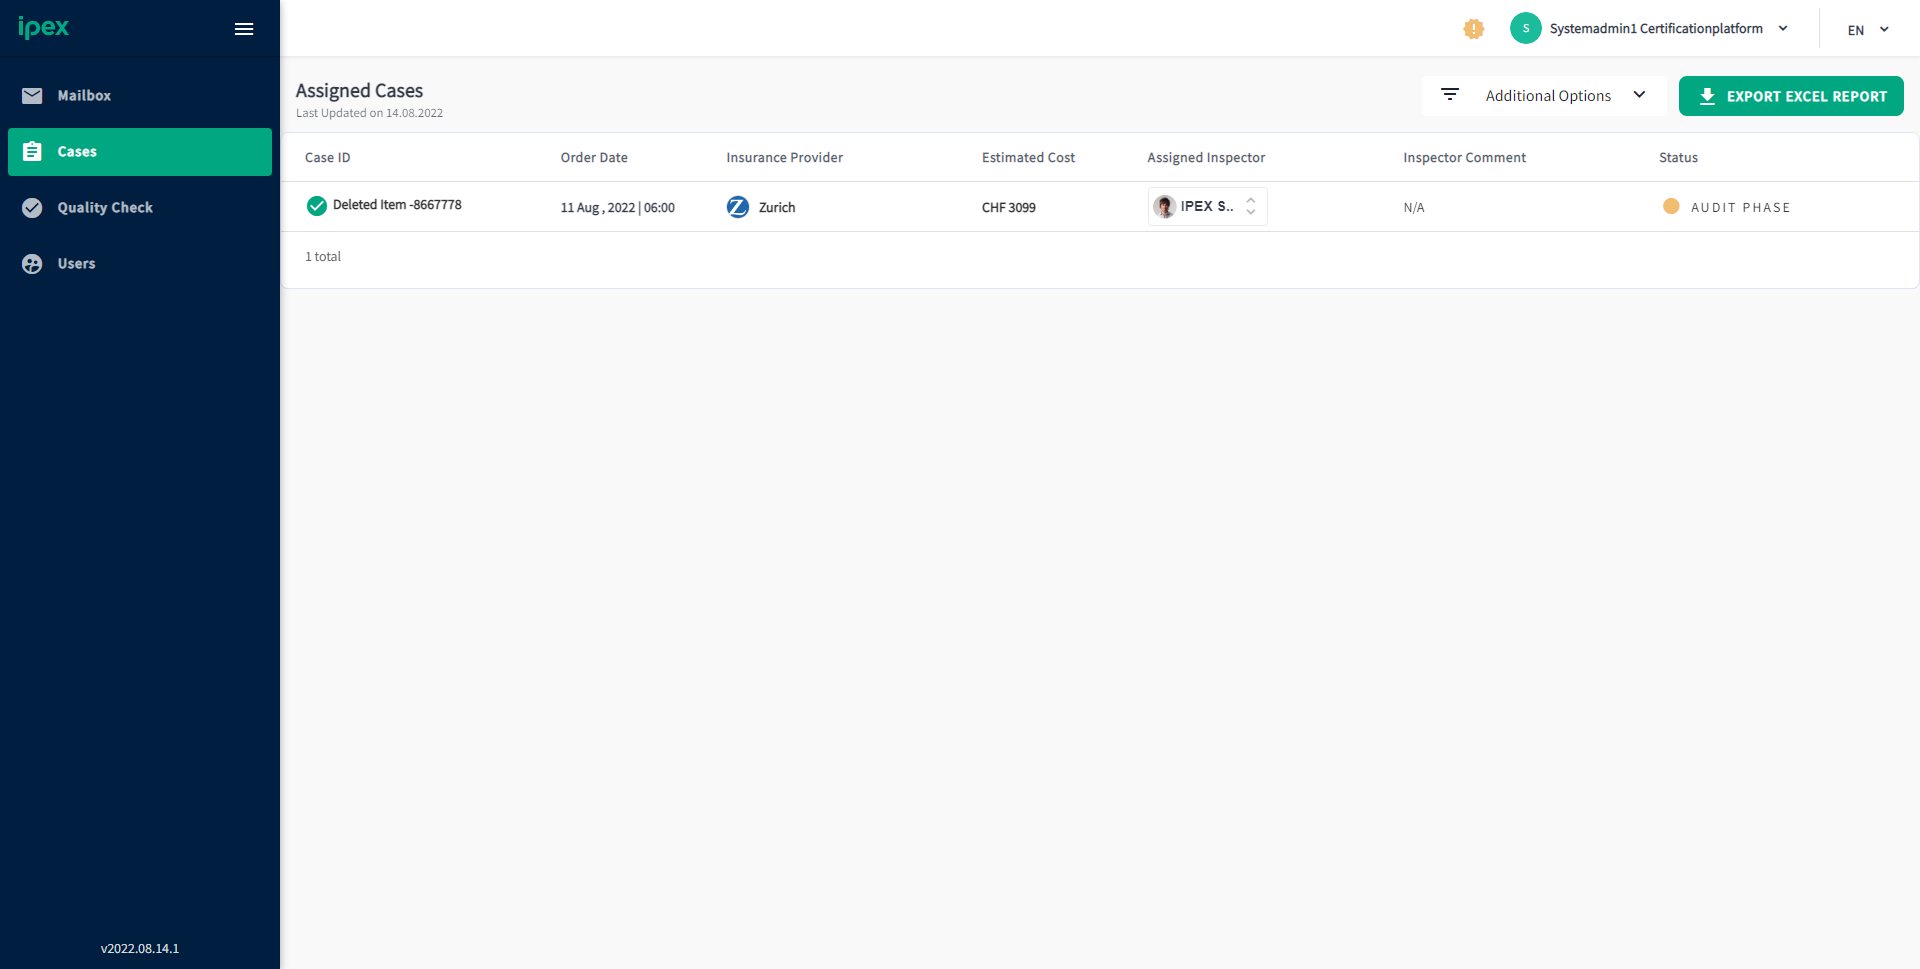 ipex
S
Systemadmin1 Certificationplatform
EN
Mailbox
Cases
Quality Check
Users
v2022.08.14.1
Assigned Cases
Last Updated on 14.08.2022
Additional Options
EXPORT EXCEL REPORT
Case ID Order Date Insurance Provider Estimated Cost Assigned Inspector Inspector Comment Status
Deleted Item -8667778 11 Aug , 2022 | 06:00 Zurich CHF 3099 IPEX S.. N/A AUDIT PHASE
1 total